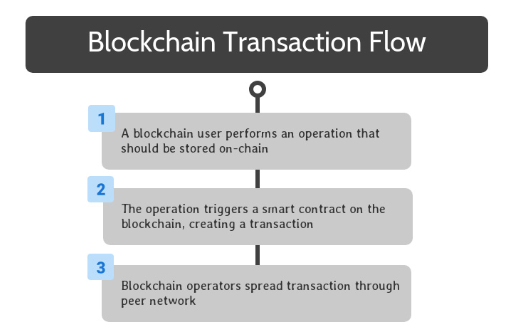 Blockchain Transaction Flow
1
A blockchain user performs an operation that
should be stored on-chain
2
The operation triggers a smart contract on the
blockchain, creating a transaction
3
Blockchain operators spread transaction through
peer network